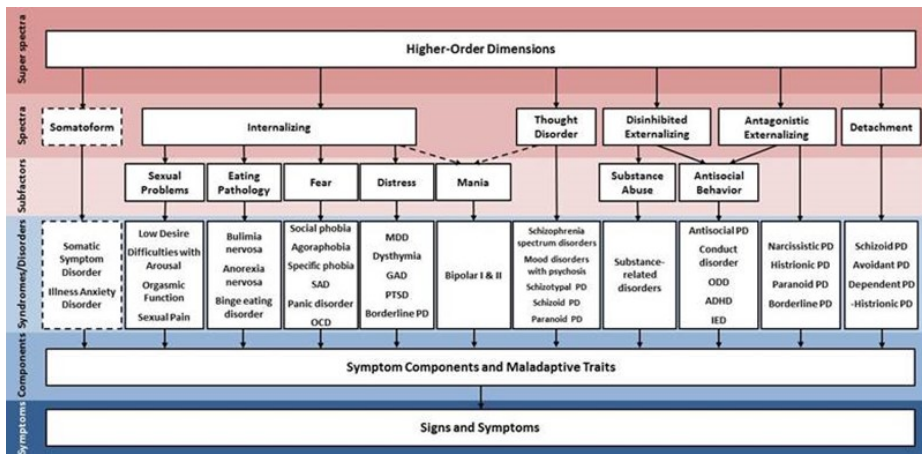 Super spectra
Higher-Order Dimensions
Spectra
Somatoform
Internalizing
Thought
Disorder
Disinhibited
Externalizing
Antagonistic
Externalizing
Detachment
Subfactors
Sexual
Problems
Eating
Pathology
Fear
Distress
Mania
Substance
Abuse
Antisocial
Behavior
Syndromes/Disorders
Somatic
Symptom
Disorder
Illness Anxiety
Disorder
Low Desire
Difficulties with
Arousal
Orgasmic
Function
Sexual Pain
Bulimia
nervosa
Anorexia
nervosa
Binge eating
disorder
Social phobia
Agoraphobia
Specific phobia
SAD
Panic disorder
OCD
MDD
Dysthymia
GAD
PTSD
Borderline PD
Bipolar I & II
Schizophrenia
spectrum disorders
Mood disorders
with psychosis
Schizotypal PD
Schizoid PD
Paranoid PD
Substance-
related
disorders
Antisocial PD
Conduct
disorder
ODD
ADHD
IED
Narcissistic PD
Histrionic PD
Paranoid PD
Borderline PD
Schizoid PD
Avoidant PD
Dependent PD
-Histrionic PD
Components
Symptom Components and Maladaptive Traits
Symptoms
Signs and Symptoms